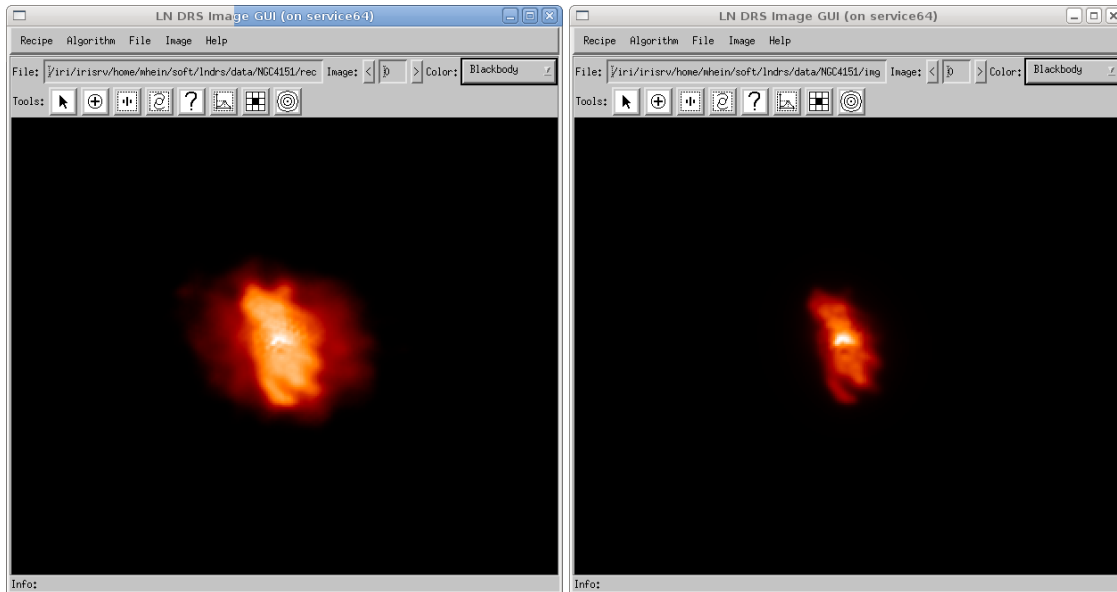 LN DRS Image GUI (on service64)
Recipe Algorithm File Image Help
File: /iri/irisrv/home/mhein/soft/lndrs/data/NGC4151/rec Image: < 0 > Color: Blackbody
Tools: ?
Info:
LN DRS Image GUI (on service64)
Recipe Algorithm File Image Help
File: /iri/irisrv/home/mhein/soft/lndrs/data/NGC4151/img Image: < 0 > Color: Blackbody
Tools: ?
Info: